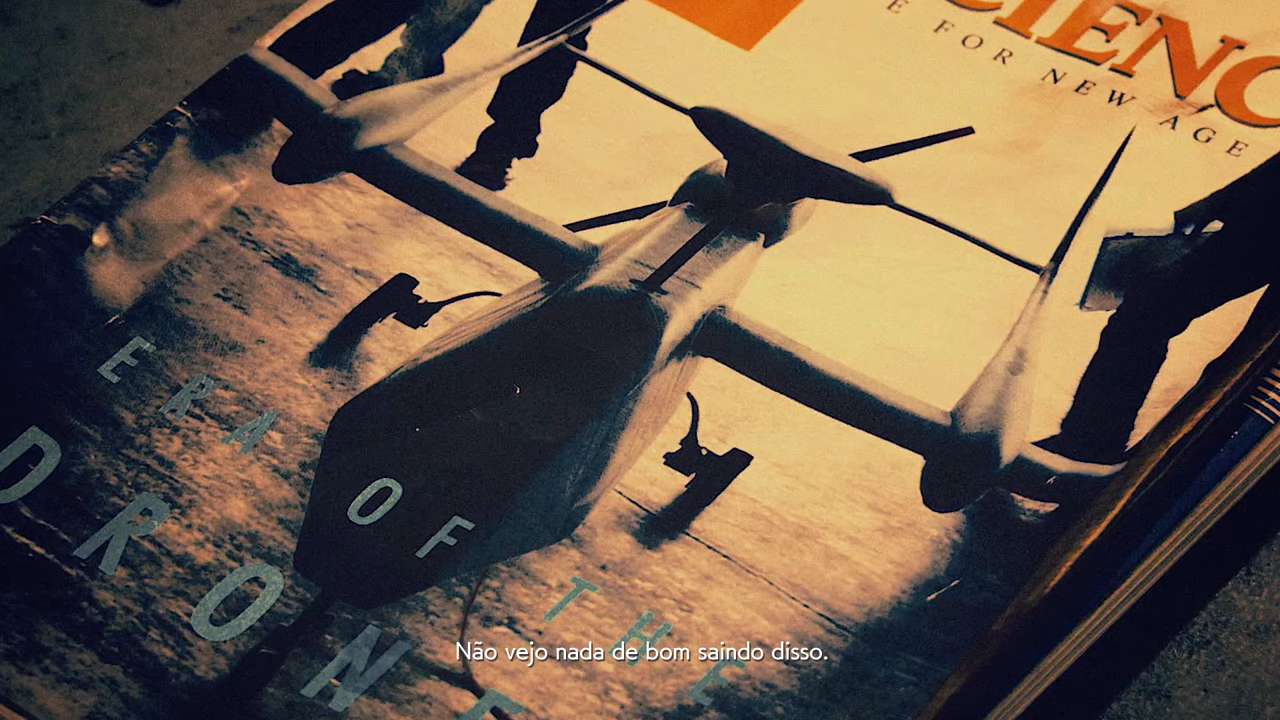 CIENC
E FOR NEW AGE
ERA OF THE
DRONE
Não vejo nada de bom saindo disso.